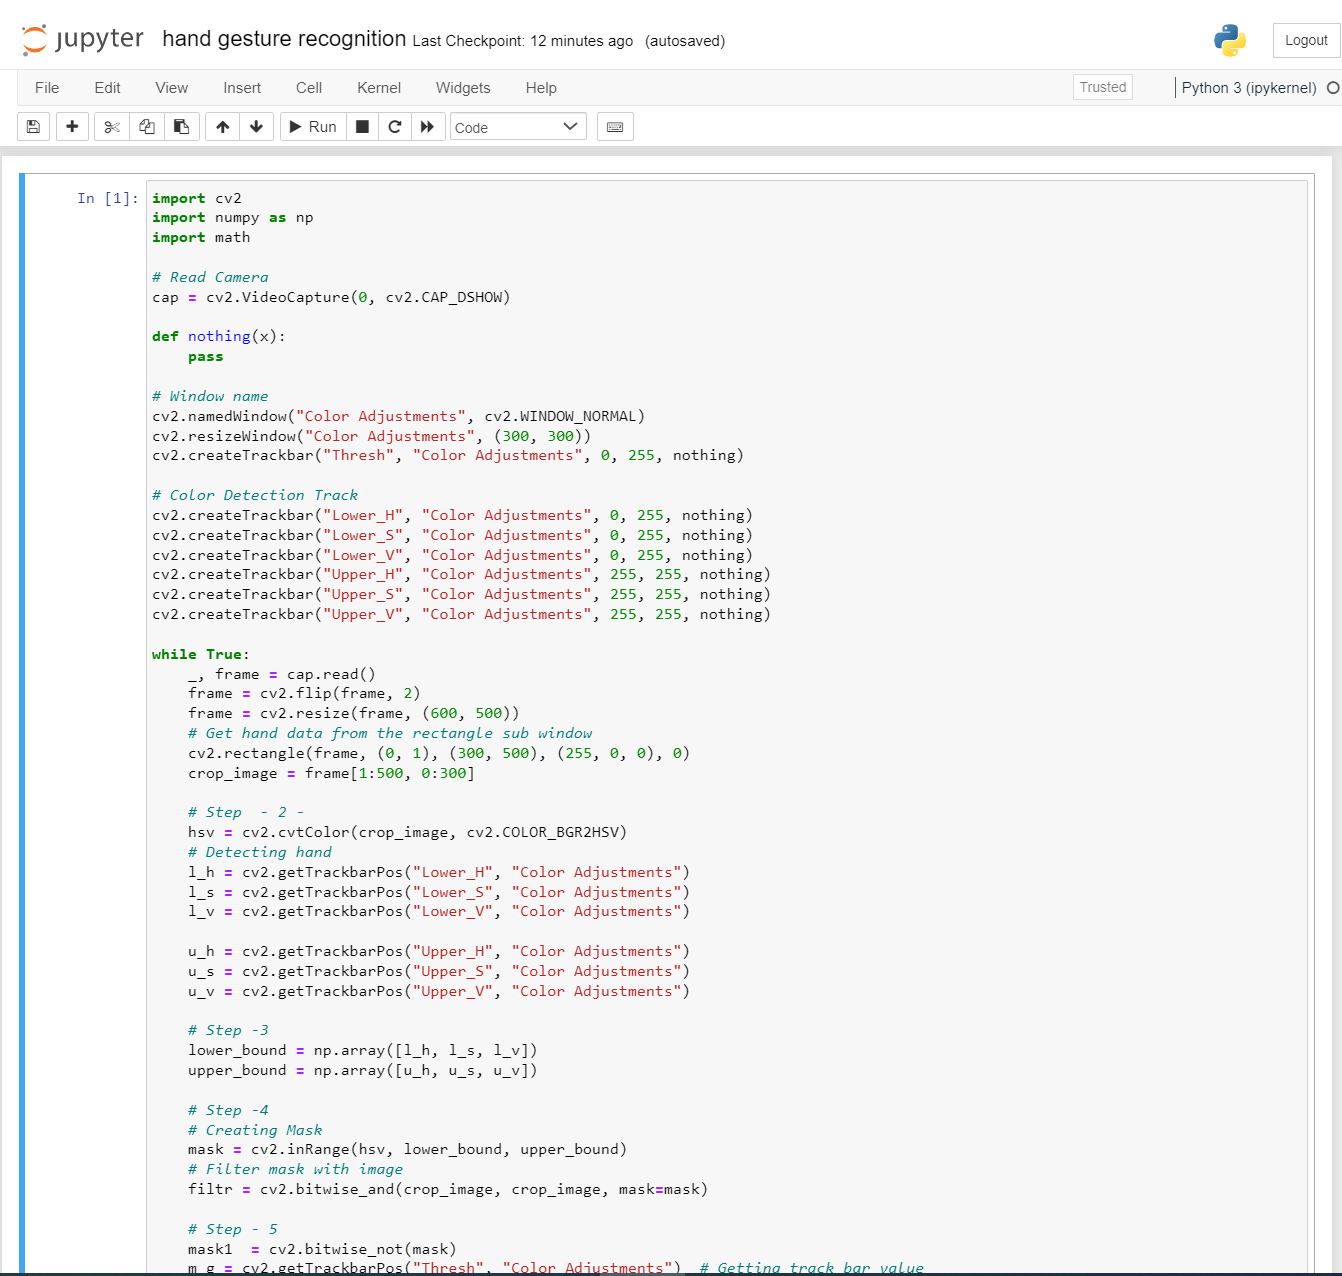 jupyter hand gesture recognition Last Checkpoint: 12 minutes ago (autosaved) Logout
File Edit View Insert Cell Kernel Widgets Help Trusted Python 3 (ipykernel)
Run Code
In [1]: import cv2
import numpy as np
import math

# Read Camera
cap = cv2.VideoCapture(0, cv2.CAP_DSHOW)

def nothing(x):
    pass

# Window name
cv2.namedWindow("Color Adjustments", cv2.WINDOW_NORMAL)
cv2.resizeWindow("Color Adjustments", (300, 300))
cv2.createTrackbar("Thresh", "Color Adjustments", 0, 255, nothing)

# Color Detection Track
cv2.createTrackbar("Lower_H", "Color Adjustments", 0, 255, nothing)
cv2.createTrackbar("Lower_S", "Color Adjustments", 0, 255, nothing)
cv2.createTrackbar("Lower_V", "Color Adjustments", 0, 255, nothing)
cv2.createTrackbar("Upper_H", "Color Adjustments", 255, 255, nothing)
cv2.createTrackbar("Upper_S", "Color Adjustments", 255, 255, nothing)
cv2.createTrackbar("Upper_V", "Color Adjustments", 255, 255, nothing)

while True:
    _, frame = cap.read()
    frame = cv2.flip(frame, 2)
    frame = cv2.resize(frame, (600, 500))
    # Get hand data from the rectangle sub window
    cv2.rectangle(frame, (0, 1), (300, 500), (255, 0, 0), 0)
    crop_image = frame[1:500, 0:300]

    # Step  - 2 -
    hsv = cv2.cvtColor(crop_image, cv2.COLOR_BGR2HSV)
    # Detecting hand
    l_h = cv2.getTrackbarPos("Lower_H", "Color Adjustments")
    l_s = cv2.getTrackbarPos("Lower_S", "Color Adjustments")
    l_v = cv2.getTrackbarPos("Lower_V", "Color Adjustments")

    u_h = cv2.getTrackbarPos("Upper_H", "Color Adjustments")
    u_s = cv2.getTrackbarPos("Upper_S", "Color Adjustments")
    u_v = cv2.getTrackbarPos("Upper_V", "Color Adjustments")

    # Step -3
    lower_bound = np.array([l_h, l_s, l_v])
    upper_bound = np.array([u_h, u_s, u_v])

    # Step -4
    # Creating Mask
    mask = cv2.inRange(hsv, lower_bound, upper_bound)
    # Filter mask with image
    filtr = cv2.bitwise_and(crop_image, crop_image, mask=mask)

    # Step - 5
    mask1  = cv2.bitwise_not(mask)
    m_g = cv2.getTrackbarPos("Thresh", "Color Adjustments")  # Getting track bar value